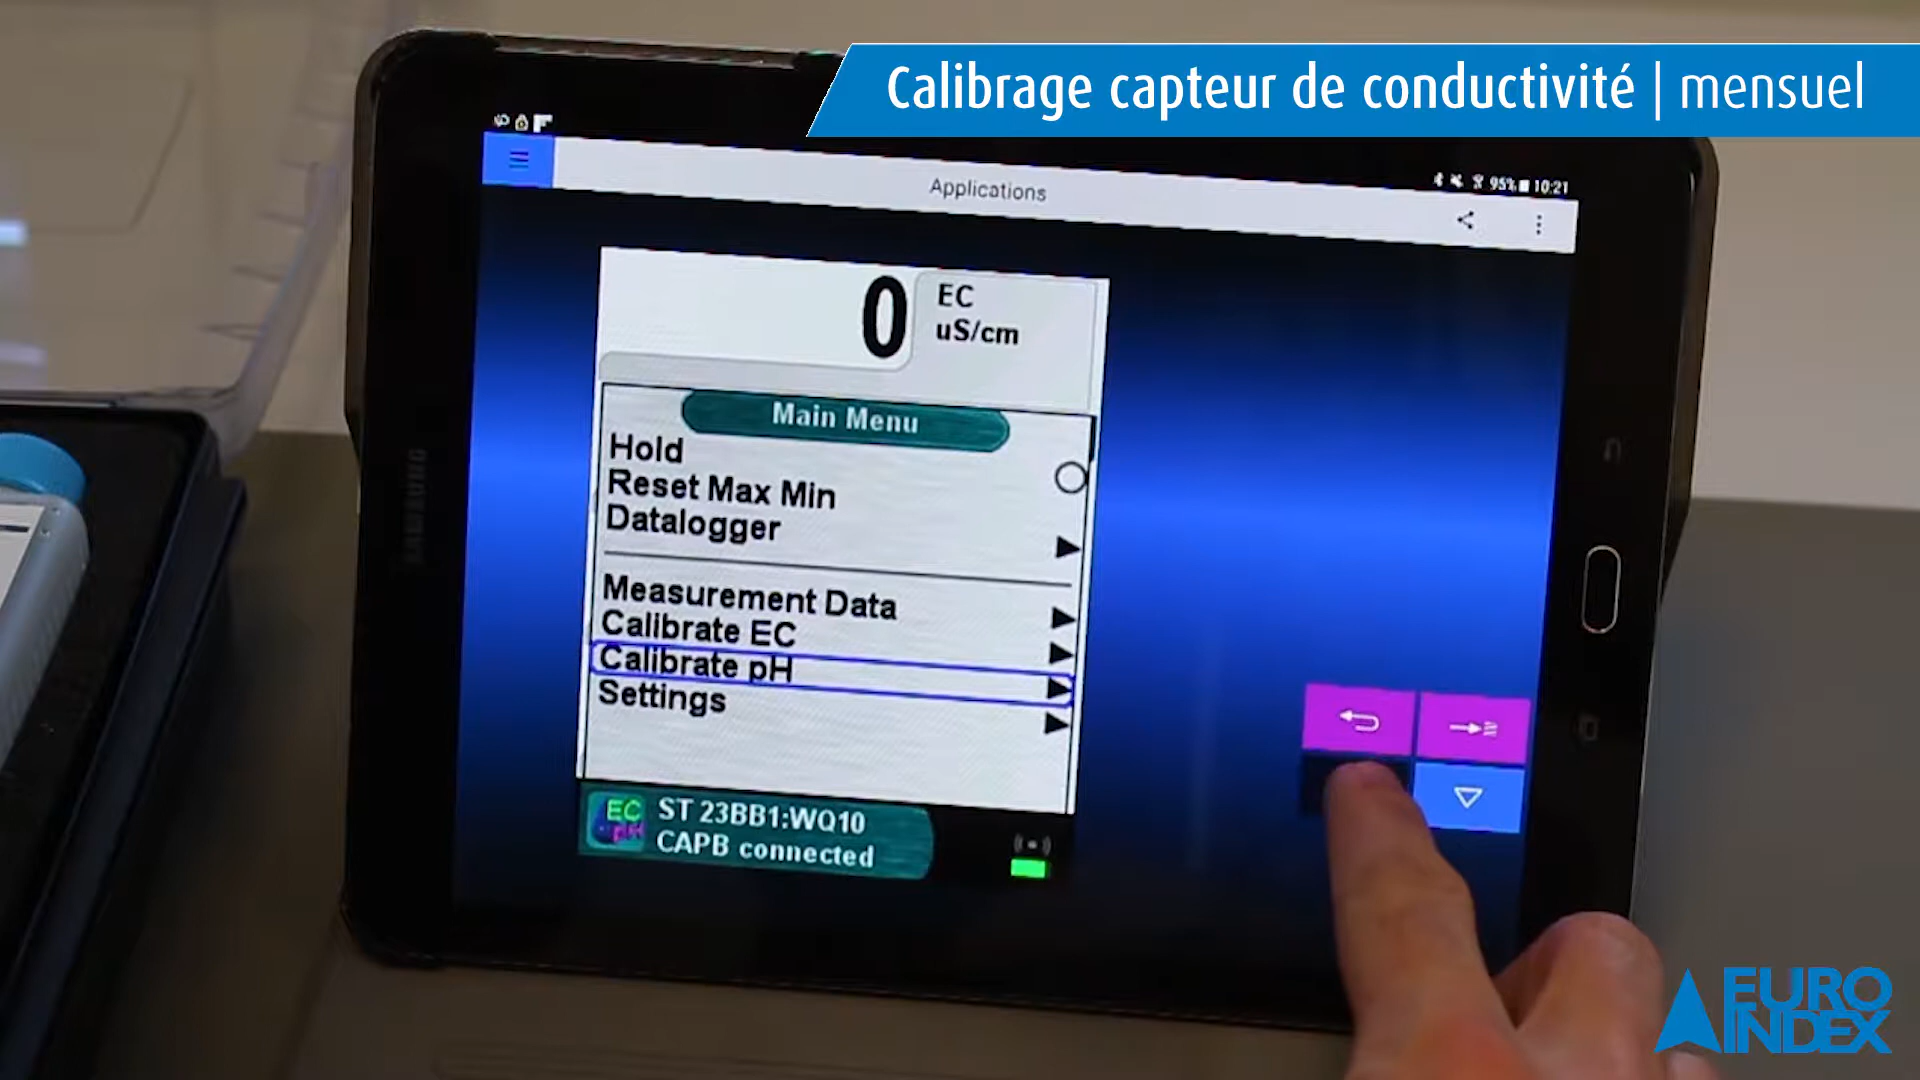 Calibrage capteur de conductivité | mensuel
95% 10:21
Applications
0 EC
uS/cm
Main Menu
Hold
Reset Max Min
Datalogger
Measurement Data
Calibrate EC
Calibrate pH
Settings
EC
pH
ST 23BB1:WQ10
CAPB connected
SAMSUNG
EURO
INDEX